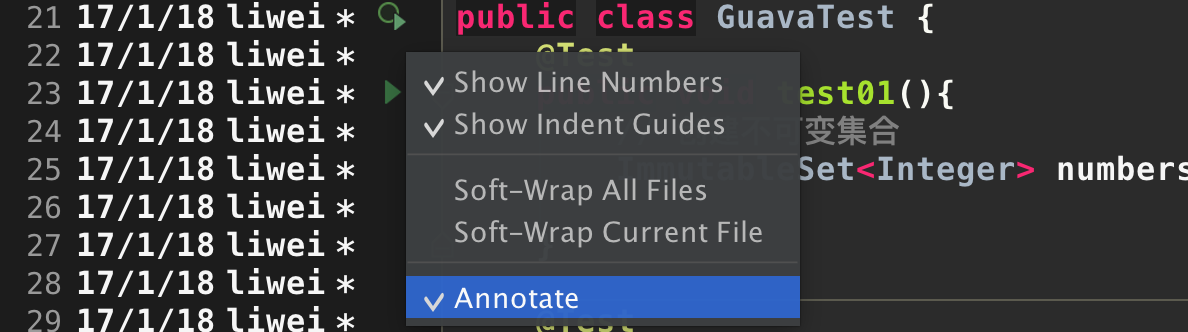 21 17/1/18 liwei * public class GuavaTest {
22 17/1/18 liwei * @Test
Show Line Numbers
23 17/1/18 liwei * test01(){
Show Indent Guides
24 17/1/18 liwei * 变集合
25 17/1/18 liwei * ImmutableSet<Integer> numbers
Soft-Wrap All Files
26 17/1/18 liwei *
Soft-Wrap Current File
27 17/1/18 liwei * }
28 17/1/18 liwei *
Annotate
29 17/1/18 liwei * @Test